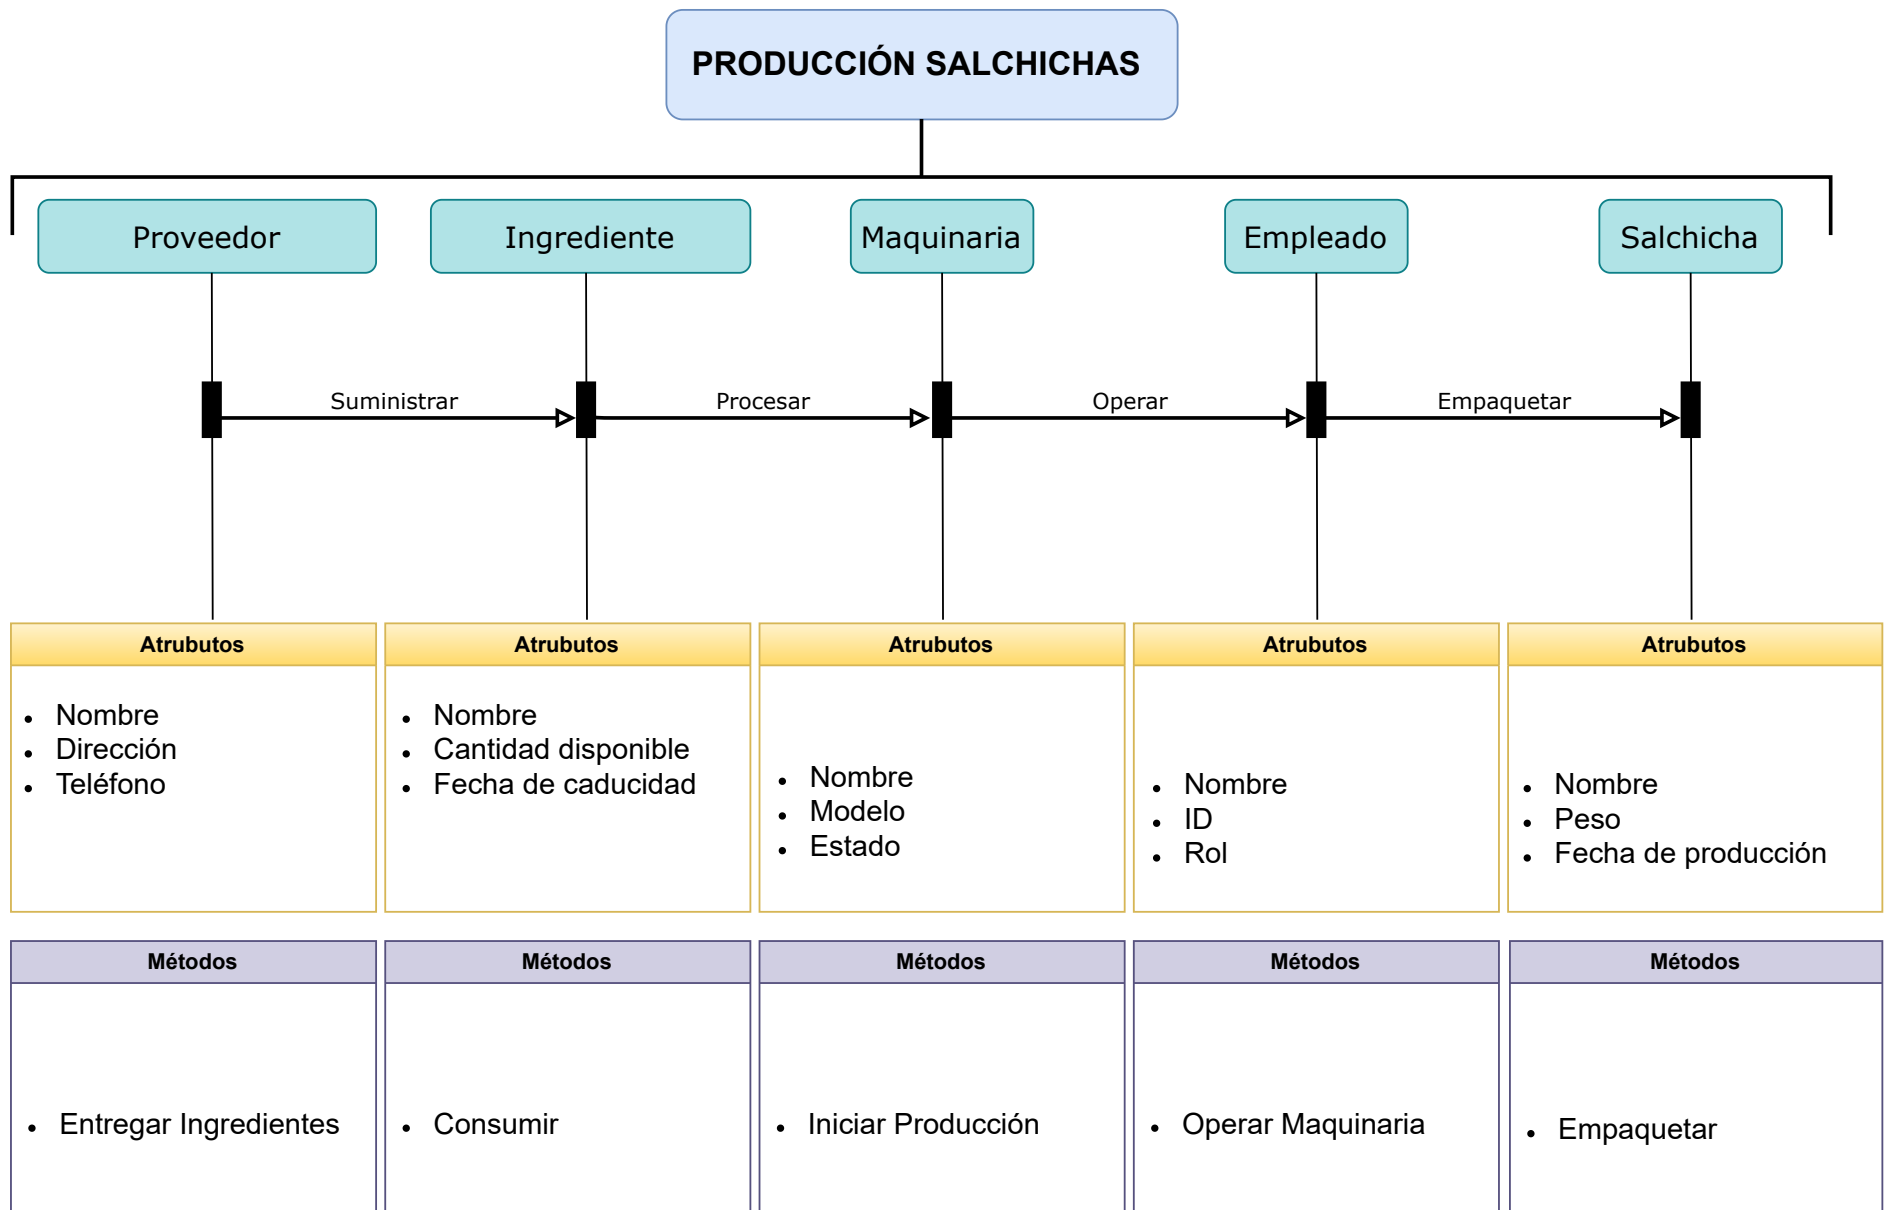 PRODUCCIÓN SALCHICHAS
Proveedor
Ingrediente
Maquinaria
Empleado
Salchicha
Suministrar
Procesar
Operar
Empaquetar
Atrubutos
Atrubutos
Atrubutos
Atrubutos
Atrubutos
• Nombre
• Dirección
• Teléfono
• Nombre
• Cantidad disponible
• Fecha de caducidad
• Nombre
• Modelo
• Estado
• Nombre
• ID
• Rol
• Nombre
• Peso
• Fecha de producción
Métodos
Métodos
Métodos
Métodos
Métodos
• Entregar Ingredientes
• Consumir
• Iniciar Producción
• Operar Maquinaria
• Empaquetar